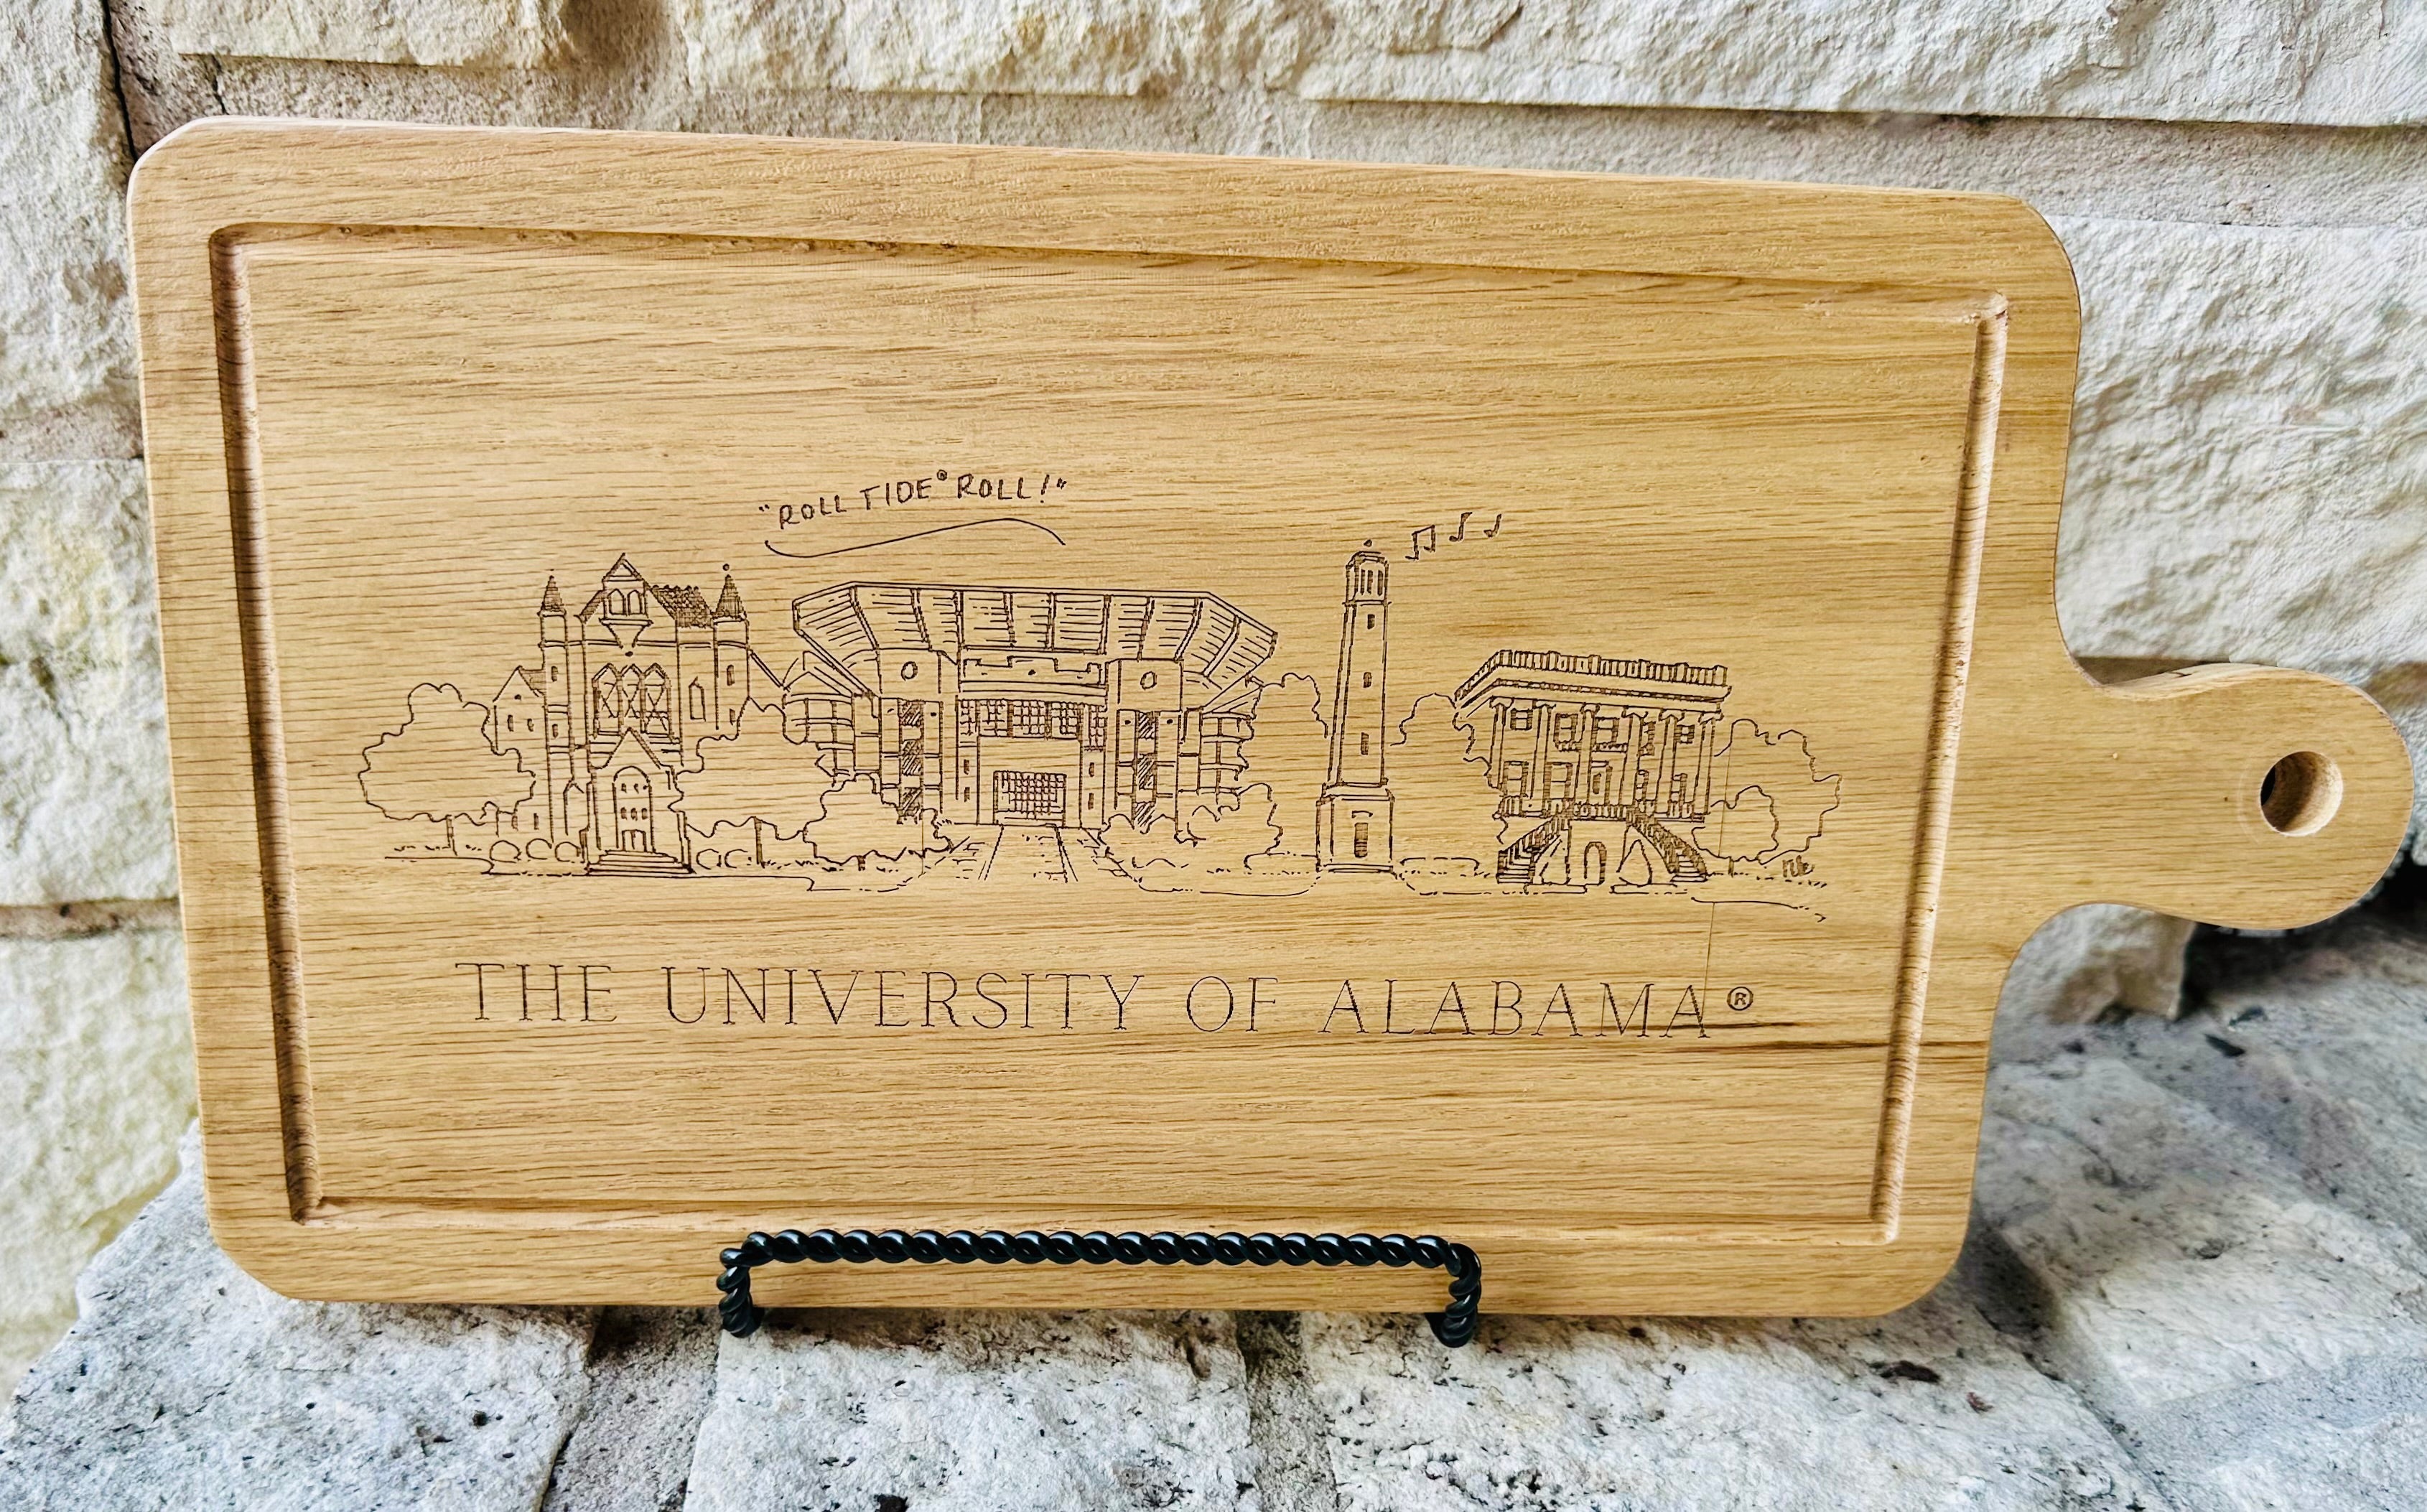 "ROLL TIDE® ROLL!"
THE UNIVERSITY OF ALABAMA®